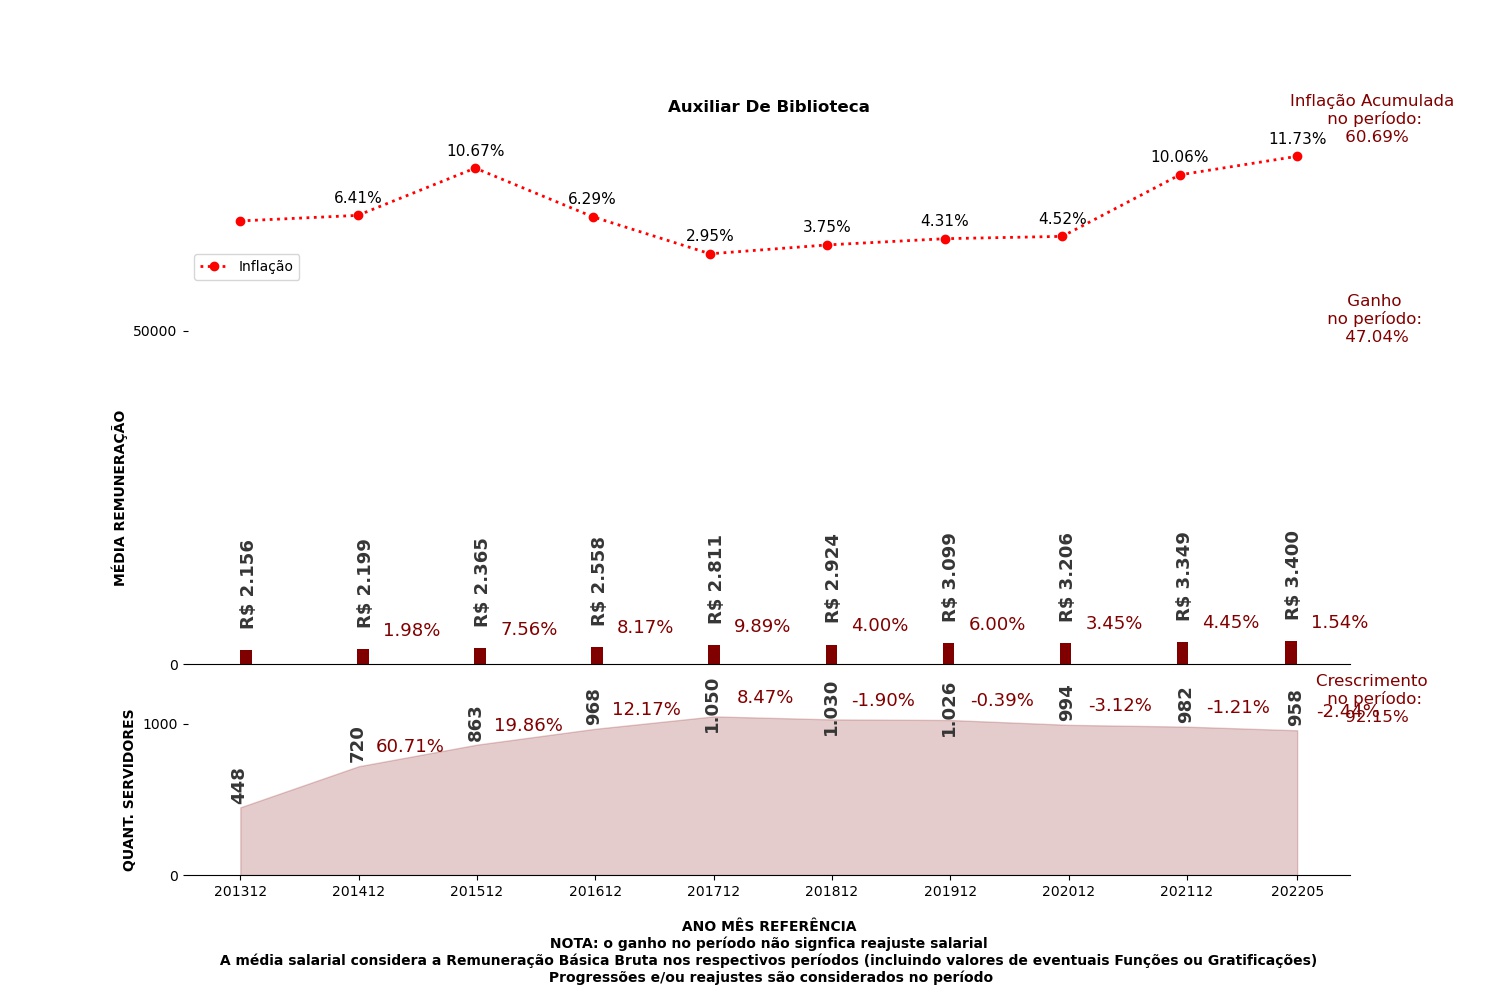 Auxiliar De Biblioteca
Inflação Acumulada
no período:
60.69%
6.41%
10.67%
6.29%
2.95%
3.75%
4.31%
4.52%
10.06%
11.73%
Inflação
Ganho
no período:
47.04%
50000
0
MÉDIA REMUNERAÇÃO
R$ 2.156
R$ 2.199
R$ 2.365
R$ 2.558
R$ 2.811
R$ 2.924
R$ 3.099
R$ 3.206
R$ 3.349
R$ 3.400
1.98%
7.56%
8.17%
9.89%
4.00%
6.00%
3.45%
4.45%
1.54%
Crescrimento
no período:
92.15%
1000
0
QUANT. SERVIDORES
448
720
863
968
1.050
1.030
1.026
994
982
958
60.71%
19.86%
12.17%
8.47%
-1.90%
-0.39%
-3.12%
-1.21%
-2.44%
201312
201412
201512
201612
201712
201812
201912
202012
202112
202205
ANO MÊS REFERÊNCIA
NOTA: o ganho no período não signfica reajuste salarial
A média salarial considera a Remuneração Básica Bruta nos respectivos períodos (incluindo valores de eventuais Funções ou Gratificações)
Progressões e/ou reajustes são considerados no período